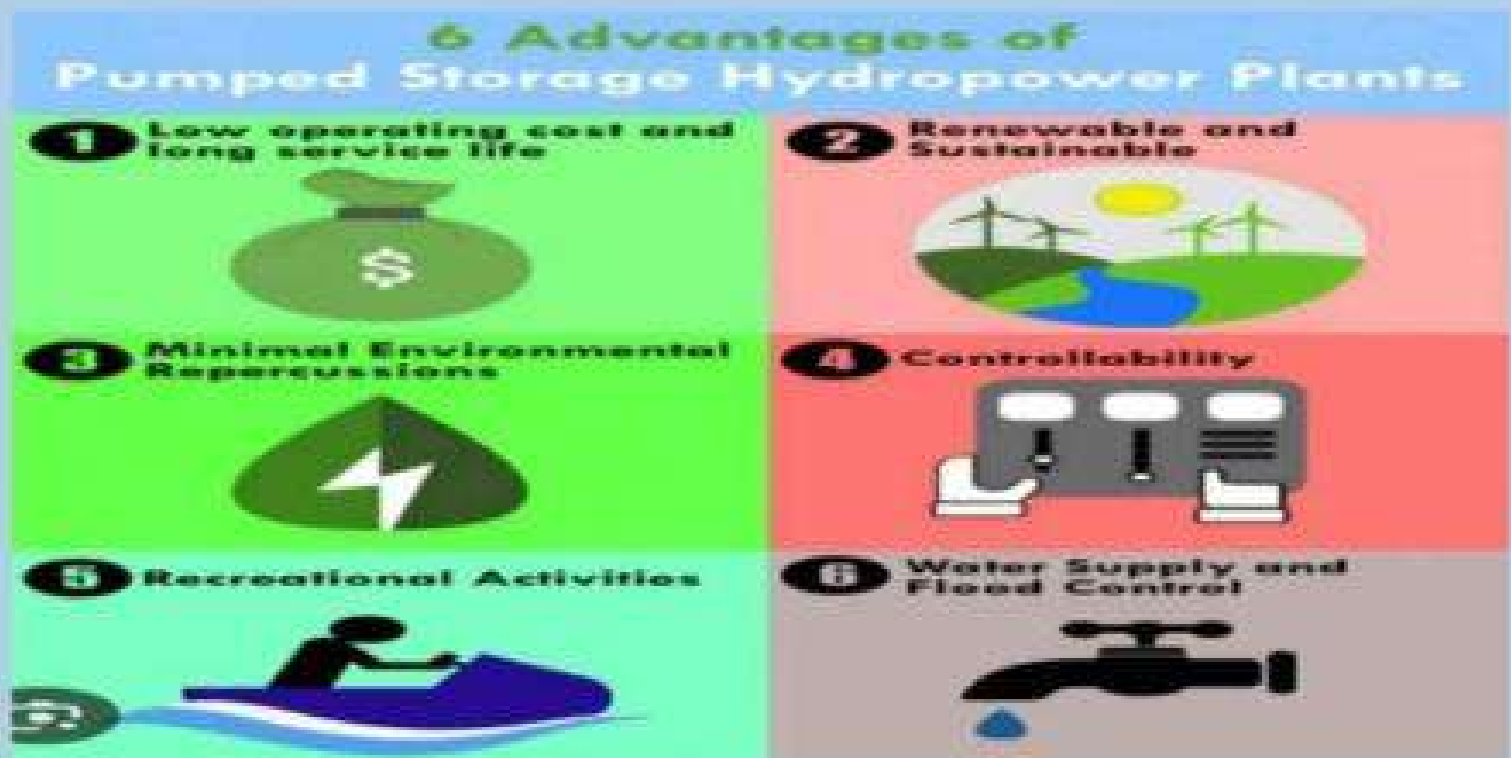 6 Advantages of
Pumped Storage Hydropower Plants
1 Low operating cost and
long service life
$
2 Renewable and
Sustainable
3 Minimal Environmental
Repercussions
4 Controllability
5 Recreational Activities
6 Water Supply and
Flood Control